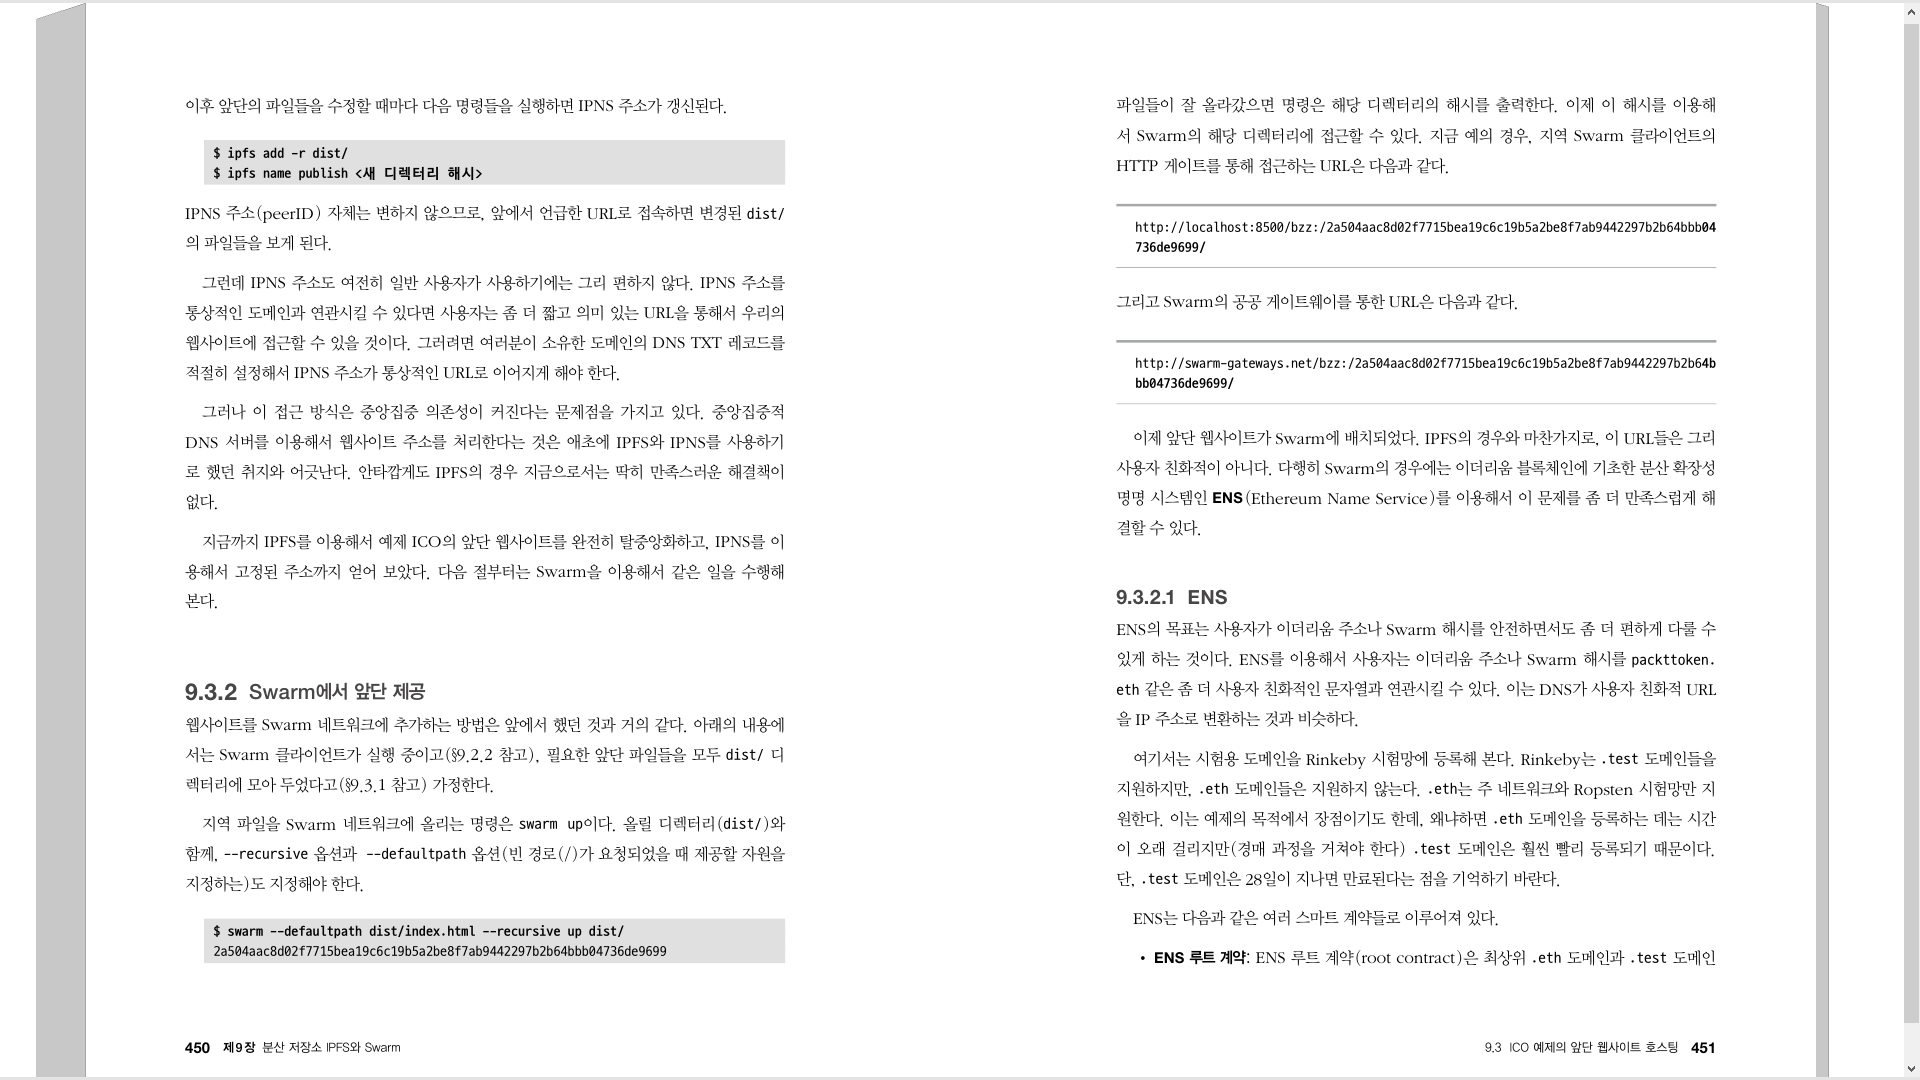 이후 앞단의 파일들을 수정할 때마다 다음 명령들을 실행하면 IPNS 주소가 갱신된다.
$ ipfs add -r dist/
$ ipfs name publish <새 디렉터리 해시>
IPNS 주소(peerID) 자체는 변하지 않으므로, 앞에서 언급한 URL로 접속하면 변경된 dist/
의 파일들을 보게 된다.
그런데 IPNS 주소도 여전히 일반 사용자가 사용하기에는 그리 편하지 않다. IPNS 주소를
통상적인 도메인과 연관시킬 수 있다면 사용자는 좀 더 짧고 의미 있는 URL을 통해서 우리의
웹사이트에 접근할 수 있을 것이다. 그러려면 여러분이 소유한 도메인의 DNS TXT 레코드를
적절히 설정해서 IPNS 주소가 통상적인 URL로 이어지게 해야 한다.
그러나 이 접근 방식은 중앙집중 의존성이 커진다는 문제점을 가지고 있다. 중앙집중적
DNS 서버를 이용해서 웹사이트 주소를 처리한다는 것은 애초에 IPFS와 IPNS를 사용하기
로 했던 취지와 어긋난다. 안타깝게도 IPFS의 경우 지금으로서는 딱히 만족스러운 해결책이
없다.
지금까지 IPFS를 이용해서 예제 ICO의 앞단 웹사이트를 완전히 탈중앙화하고, IPNS를 이
용해서 고정된 주소까지 얻어 보았다. 다음 절부터는 Swarm을 이용해서 같은 일을 수행해
본다.
9.3.2 Swarm에서 앞단 제공
웹사이트를 Swarm 네트워크에 추가하는 방법은 앞에서 했던 것과 거의 같다. 아래의 내용에
서는 Swarm 클라이언트가 실행 중이고(§9.2.2 참고), 필요한 앞단 파일들을 모두 dist/ 디
렉터리에 모아 두었다고(§9.3.1 참고) 가정한다.
지역 파일을 Swarm 네트워크에 올리는 명령은 swarm up이다. 올릴 디렉터리(dist/)와
함께, --recursive 옵션과 --defaultpath 옵션(빈 경로(/)가 요청되었을 때 제공할 자원을
지정하는)도 지정해야 한다.
$ swarm --defaultpath dist/index.html --recursive up dist/
2a504aac8d02f7715bea19c6c19b5a2be8f7ab9442297b2b64bbb04736de9699
450 제9장 분산 저장소 IPFS와 Swarm
파일들이 잘 올라갔으면 명령은 해당 디렉터리의 해시를 출력한다. 이제 이 해시를 이용해
서 Swarm의 해당 디렉터리에 접근할 수 있다. 지금 예의 경우, 지역 Swarm 클라이언트의
HTTP 게이트를 통해 접근하는 URL은 다음과 같다.
http://localhost:8500/bzz:/2a504aac8d02f7715bea19c6c19b5a2be8f7ab9442297b2b64bbb04
736de9699/
그리고 Swarm의 공공 게이트웨이를 통한 URL은 다음과 같다.
http://swarm-gateways.net/bzz:/2a504aac8d02f7715bea19c6c19b5a2be8f7ab9442297b2b64b
bb04736de9699/
이제 앞단 웹사이트가 Swarm에 배치되었다. IPFS의 경우와 마찬가지로, 이 URL들은 그리
사용자 친화적이 아니다. 다행히 Swarm의 경우에는 이더리움 블록체인에 기초한 분산 확장성
명명 시스템인 ENS(Ethereum Name Service)를 이용해서 이 문제를 좀 더 만족스럽게 해
결할 수 있다.
9.3.2.1 ENS
ENS의 목표는 사용자가 이더리움 주소나 Swarm 해시를 안전하면서도 좀 더 편하게 다룰 수
있게 하는 것이다. ENS를 이용해서 사용자는 이더리움 주소나 Swarm 해시를 packttoken.
eth 같은 좀 더 사용자 친화적인 문자열과 연관시킬 수 있다. 이는 DNS가 사용자 친화적 URL
을 IP 주소로 변환하는 것과 비슷하다.
여기서는 시험용 도메인을 Rinkeby 시험망에 등록해 본다. Rinkeby는 .test 도메인들을
지원하지만, .eth 도메인들은 지원하지 않는다. .eth는 주 네트워크와 Ropsten 시험망만 지
원한다. 이는 예제의 목적에서 장점이기도 한데, 왜냐하면 .eth 도메인을 등록하는 데는 시간
이 오래 걸리지만(경매 과정을 거쳐야 한다) .test 도메인은 훨씬 빨리 등록되기 때문이다.
단, .test 도메인은 28일이 지나면 만료된다는 점을 기억하기 바란다.
ENS는 다음과 같은 여러 스마트 계약들로 이루어져 있다.
• ENS 루트 계약: ENS 루트 계약(root contract)은 최상위 .eth 도메인과 .test 도메인
9.3 ICO 예제의 앞단 웹사이트 호스팅 451